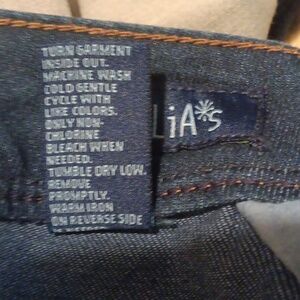 TURN GARMENT
INSIDE OUT.
MACHINE WASH
COLD GENTLE
CYCLE WITH
LIKE COLORS.
ONLY NON-
CHLORINE
BLEACH WHEN
NEEDED.
TUMBLE DRY LOW.
REMOVE
PROMPTLY.
WARM IRON
ON REVERSE SIDE
LiA*s